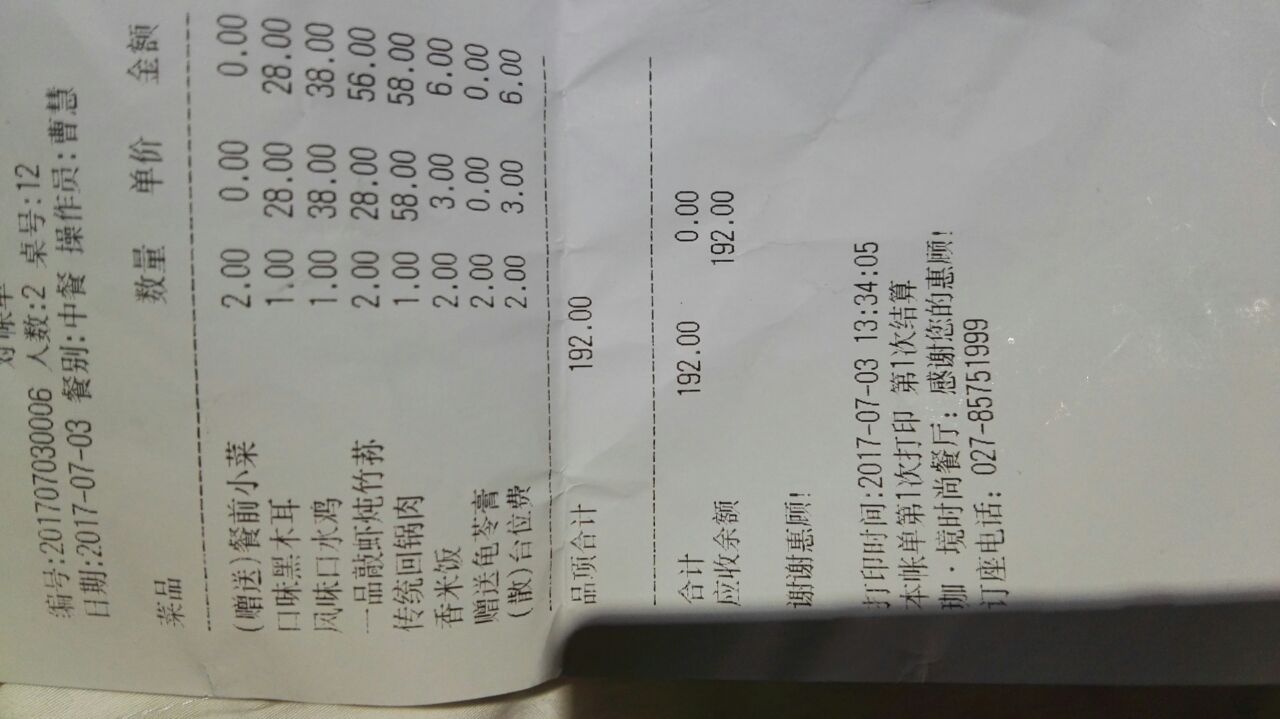 对帐单
编号:201707030006 人数:2 桌号:12
日期:2017-07-03 餐别:中餐 操作员:曹慧
菜品 数量 单价 金额
(赠送)餐前小菜 2.00 0.00 0.00
口味黑木耳 1.00 28.00 28.00
风味口水鸡 1.00 38.00 38.00
一品敲虾炖竹荪 2.00 28.00 56.00
传统回锅肉 1.00 58.00 58.00
香米饭 2.00 3.00 6.00
赠送龟苓膏 2.00 0.00 0.00
(散)台位费 2.00 3.00 6.00
品项合计 192.00
合计 192.00 0.00
应收余额 192.00
谢谢惠顾!
打印时间:2017-07-03 13:34:05
本帐单第1次打印 第1次结算
珈·境时尚餐厅: 感谢您的惠顾!
订座电话: 027-85751999